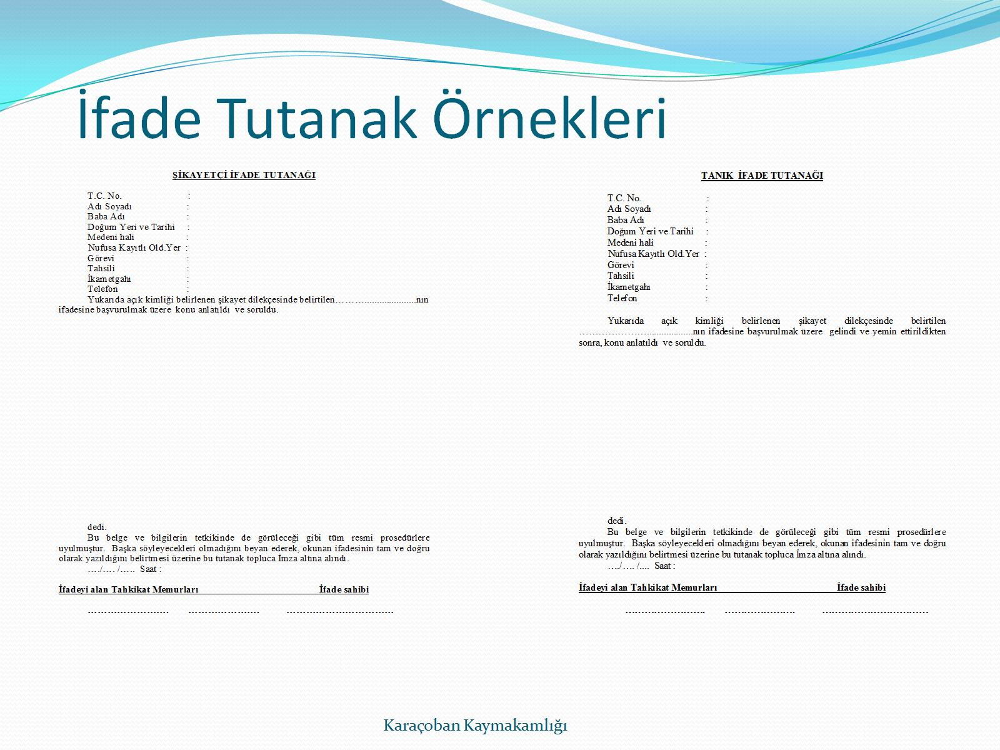 İfade Tutanak Örnekleri
ŞİKAYETÇİ İFADE TUTANAĞI
T.C. No. :
Adı Soyadı :
Baba Adı :
Doğum Yeri ve Tarihi :
Medeni hali :
Nufusa Kayıtlı Old.Yer :
Görevi :
Tahsili :
İkametgahı :
Telefon :
Yukarıda açık kimliği belirlenen şikayet dilekçesinde belirtilen………......................nın
ifadesine başvurulmak üzere konu anlatıldı ve soruldu.
dedi.
Bu belge ve bilgilerin tetkikinde de görüleceği gibi tüm resmi prosedürlere
uyulmuştur. Başka söyleyecekleri olmadığını beyan ederek, okunan ifadesinin tam ve doğru
olarak yazıldığını belirtmesi üzerine bu tutanak topluca İmza altına alındı.
…./…. /….. Saat :
İfadeyi alan Tahkikat Memurları İfade sahibi
……………………. …………………. ……………………………
TANIK İFADE TUTANAĞI
T.C. No. :
Adı Soyadı :
Baba Adı :
Doğum Yeri ve Tarihi :
Medeni hali :
Nufusa Kayıtlı Old.Yer :
Görevi :
Tahsili :
İkametgahı :
Telefon :
Yukarıda açık kimliği belirlenen şikayet dilekçesinde belirtilen
…………………...................nın ifadesine başvurulmak üzere gelindi ve yemin ettirildikten
sonra, konu anlatıldı ve soruldu.
dedi.
Bu belge ve bilgilerin tetkikinde de görüleceği gibi tüm resmi prosedürlere
uyulmuştur. Başka söyleyecekleri olmadığını beyan ederek, okunan ifadesinin tam ve doğru
olarak yazıldığını belirtmesi üzerine bu tutanak topluca İmza altına alındı.
…./…. /.... Saat :
İfadeyi alan Tahkikat Memurları İfade sahibi
……………………. …………………. ……………………………
Karaçoban Kaymakamlığı